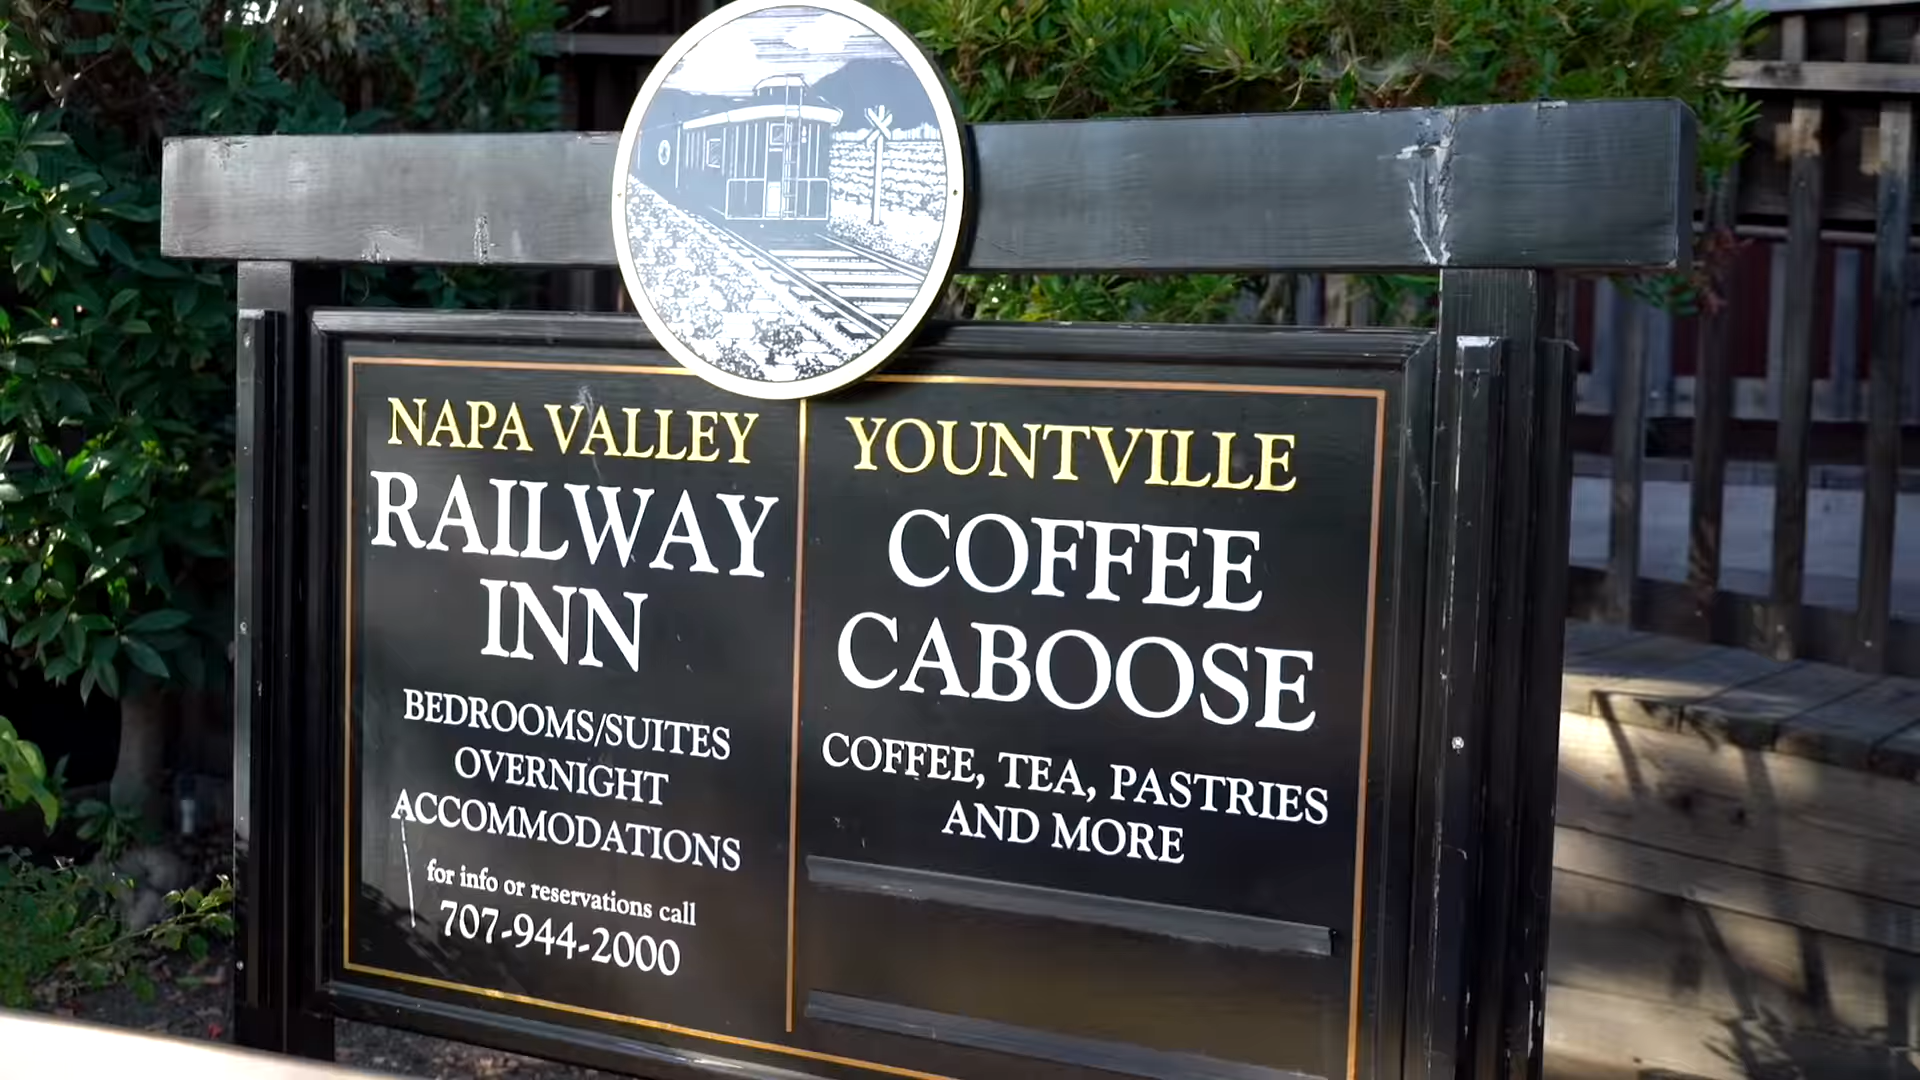 NAPA VALLEY
RAILWAY
INN
BEDROOMS/SUITES
OVERNIGHT
ACCOMMODATIONS
for info or reservations call
707-944-2000
YOUNTVILLE
COFFEE
CABOOSE
COFFEE, TEA, PASTRIES
AND MORE